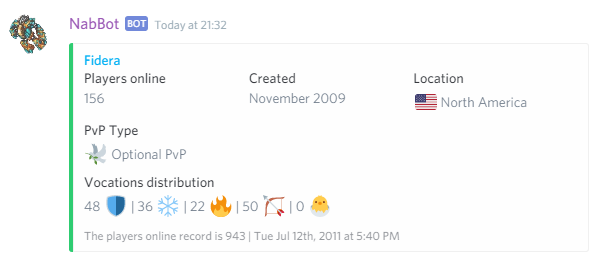 NabBot BOT Today at 21:32
Fidera
Players online Created Location
156 November 2009 North America
PvP Type
Optional PvP
Vocations distribution
48 | 36 | 22 | 50 | 0
The players online record is 943 | Tue Jul 12th, 2011 at 5:40 PM